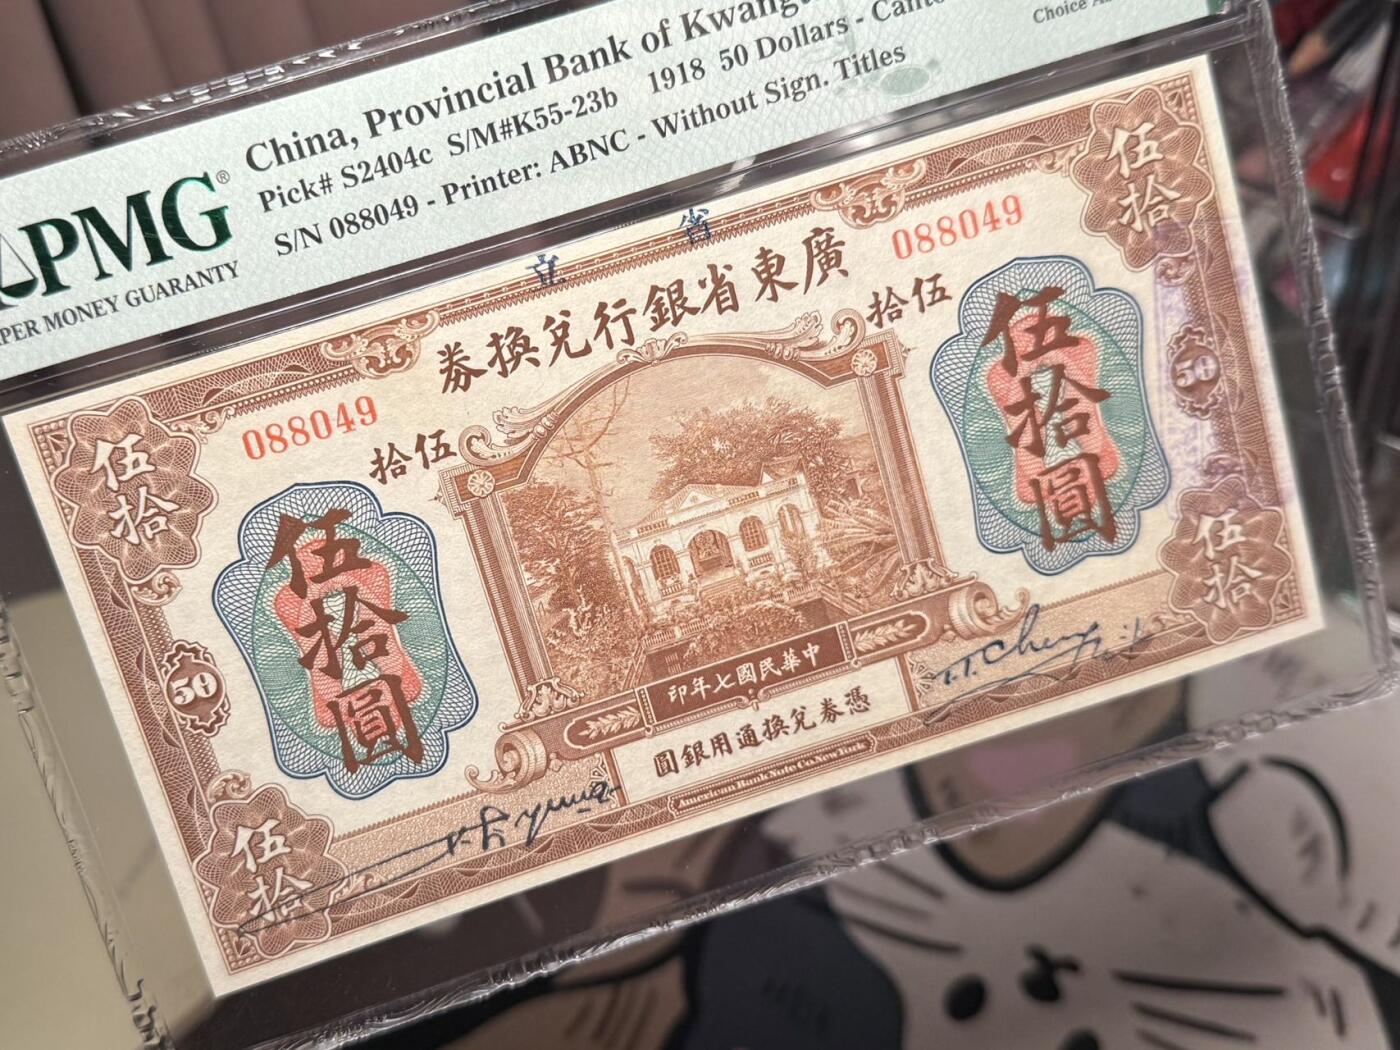 China, Provincial Bank of
Pick# S2404c S/M#K55-23b 1918 50 Dollars -
S/N 088049 - Printer: ABNC - Without Sign. Titles
PMG®
PAPER MONEY GUARANTY
省
立
廣東省銀行兌換券
088049
088049
伍拾
伍拾
伍拾
伍拾
伍拾圓
伍拾圓
50
50
中華民國七年印
憑券兌換通用銀圓
American Bank Note Co. New York
伍拾
伍拾